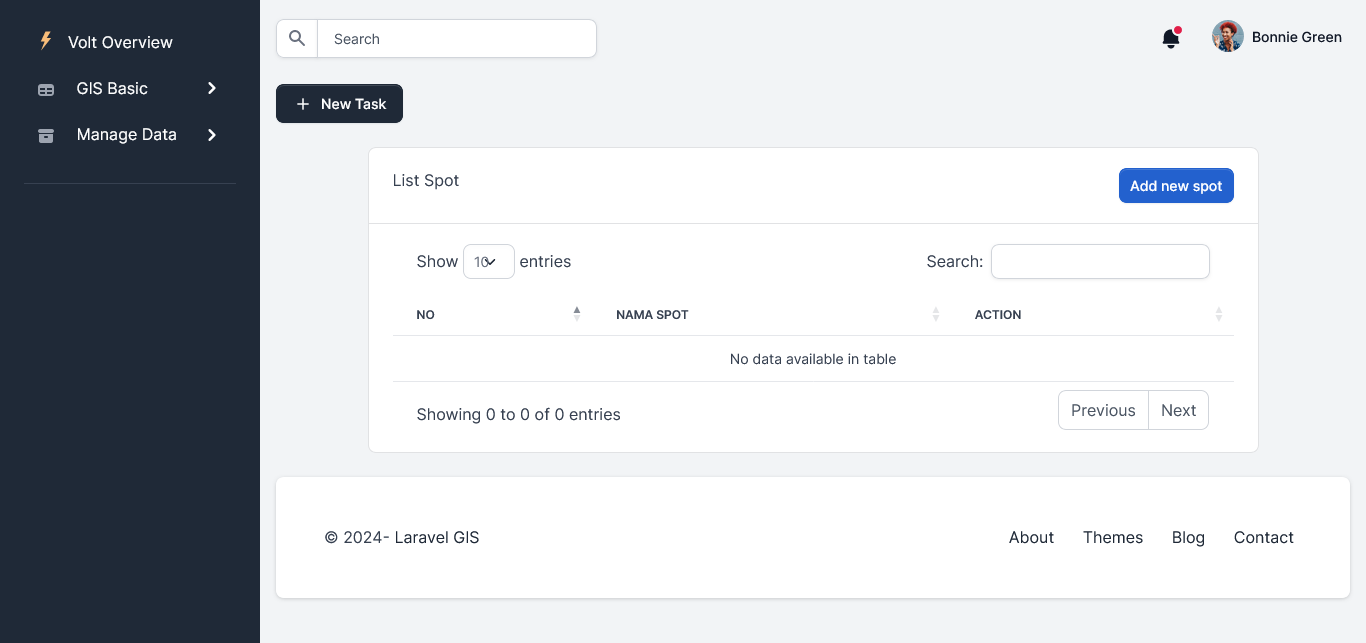 Volt Overview
GIS Basic
Manage Data
Search
Bonnie Green
New Task
List Spot
Add new spot
Show 10 entries
Search:
NO NAMA SPOT ACTION
No data available in table
Showing 0 to 0 of 0 entries
Previous Next
© 2024- Laravel GIS
About Themes Blog Contact